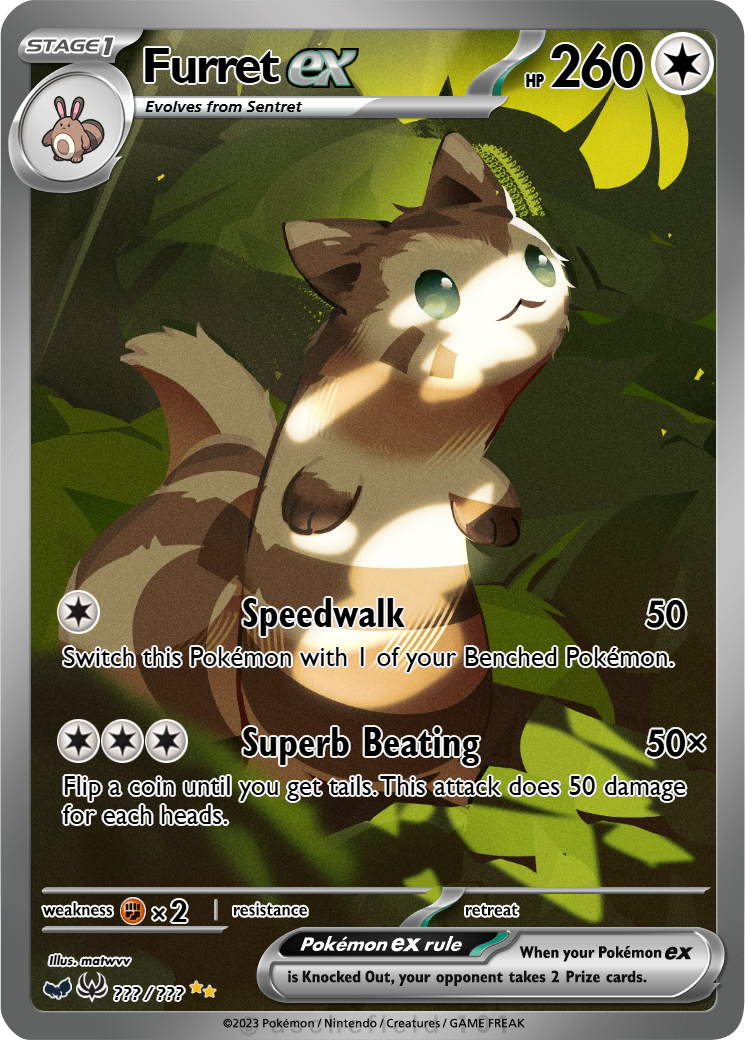 STAGE1
Furret ex
HP 260
Evolves from Sentret
Speedwalk 50
Switch this Pokémon with 1 of your Benched Pokémon.
Superb Beating 50×
Flip a coin until you get tails. This attack does 50 damage
for each heads.
weakness ×2 resistance retreat
Pokémon ex rule
When your Pokémon ex
is Knocked Out, your opponent takes 2 Prize cards.
Illus. matwvv
??? / ???
©2023 Pokémon / Nintendo / Creatures / GAME FREAK